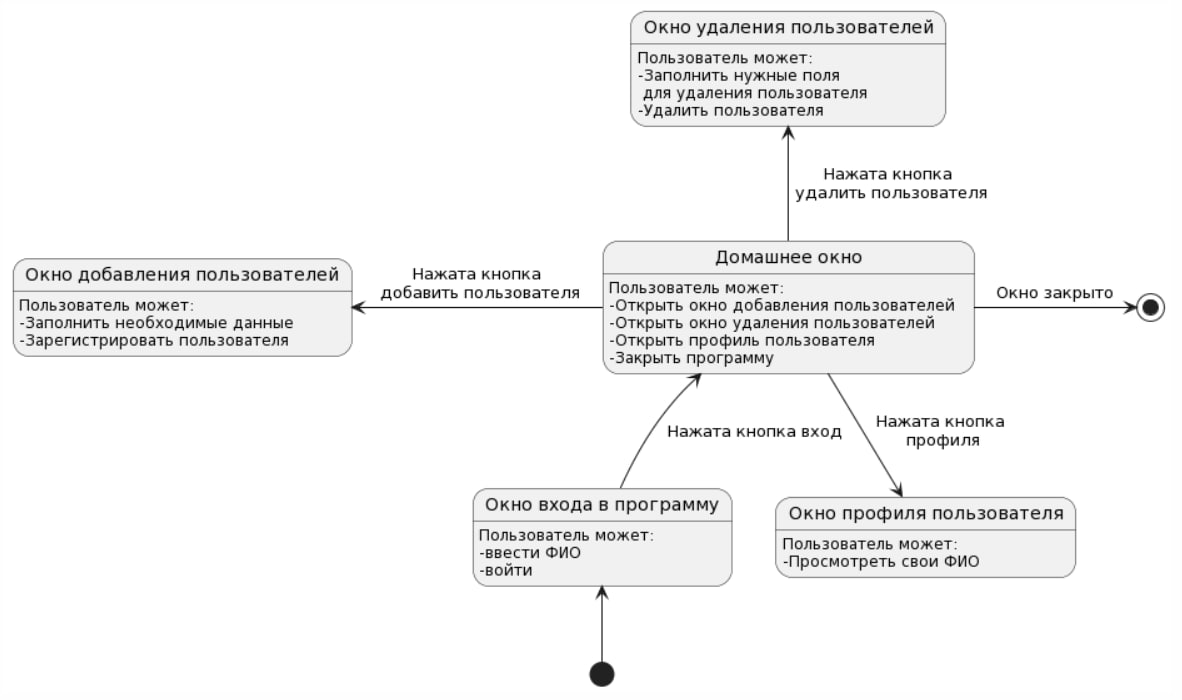 Окно удаления пользователей
Пользователь может:
-Заполнить нужные поля
для удаления пользователя
-Удалить пользователя
Нажата кнопка
удалить пользователя
Окно добавления пользователей
Пользователь может:
-Заполнить необходимые данные
-Зарегистрировать пользователя
Нажата кнопка
добавить пользователя
Домашнее окно
Пользователь может:
-Открыть окно добавления пользователей
-Открыть окно удаления пользователей
-Открыть профиль пользователя
-Закрыть программу
Окно закрыто
Нажата кнопка вход
Нажата кнопка
профиля
Окно входа в программу
Пользователь может:
-ввести ФИО
-войти
Окно профиля пользователя
Пользователь может:
-Просмотреть свои ФИО